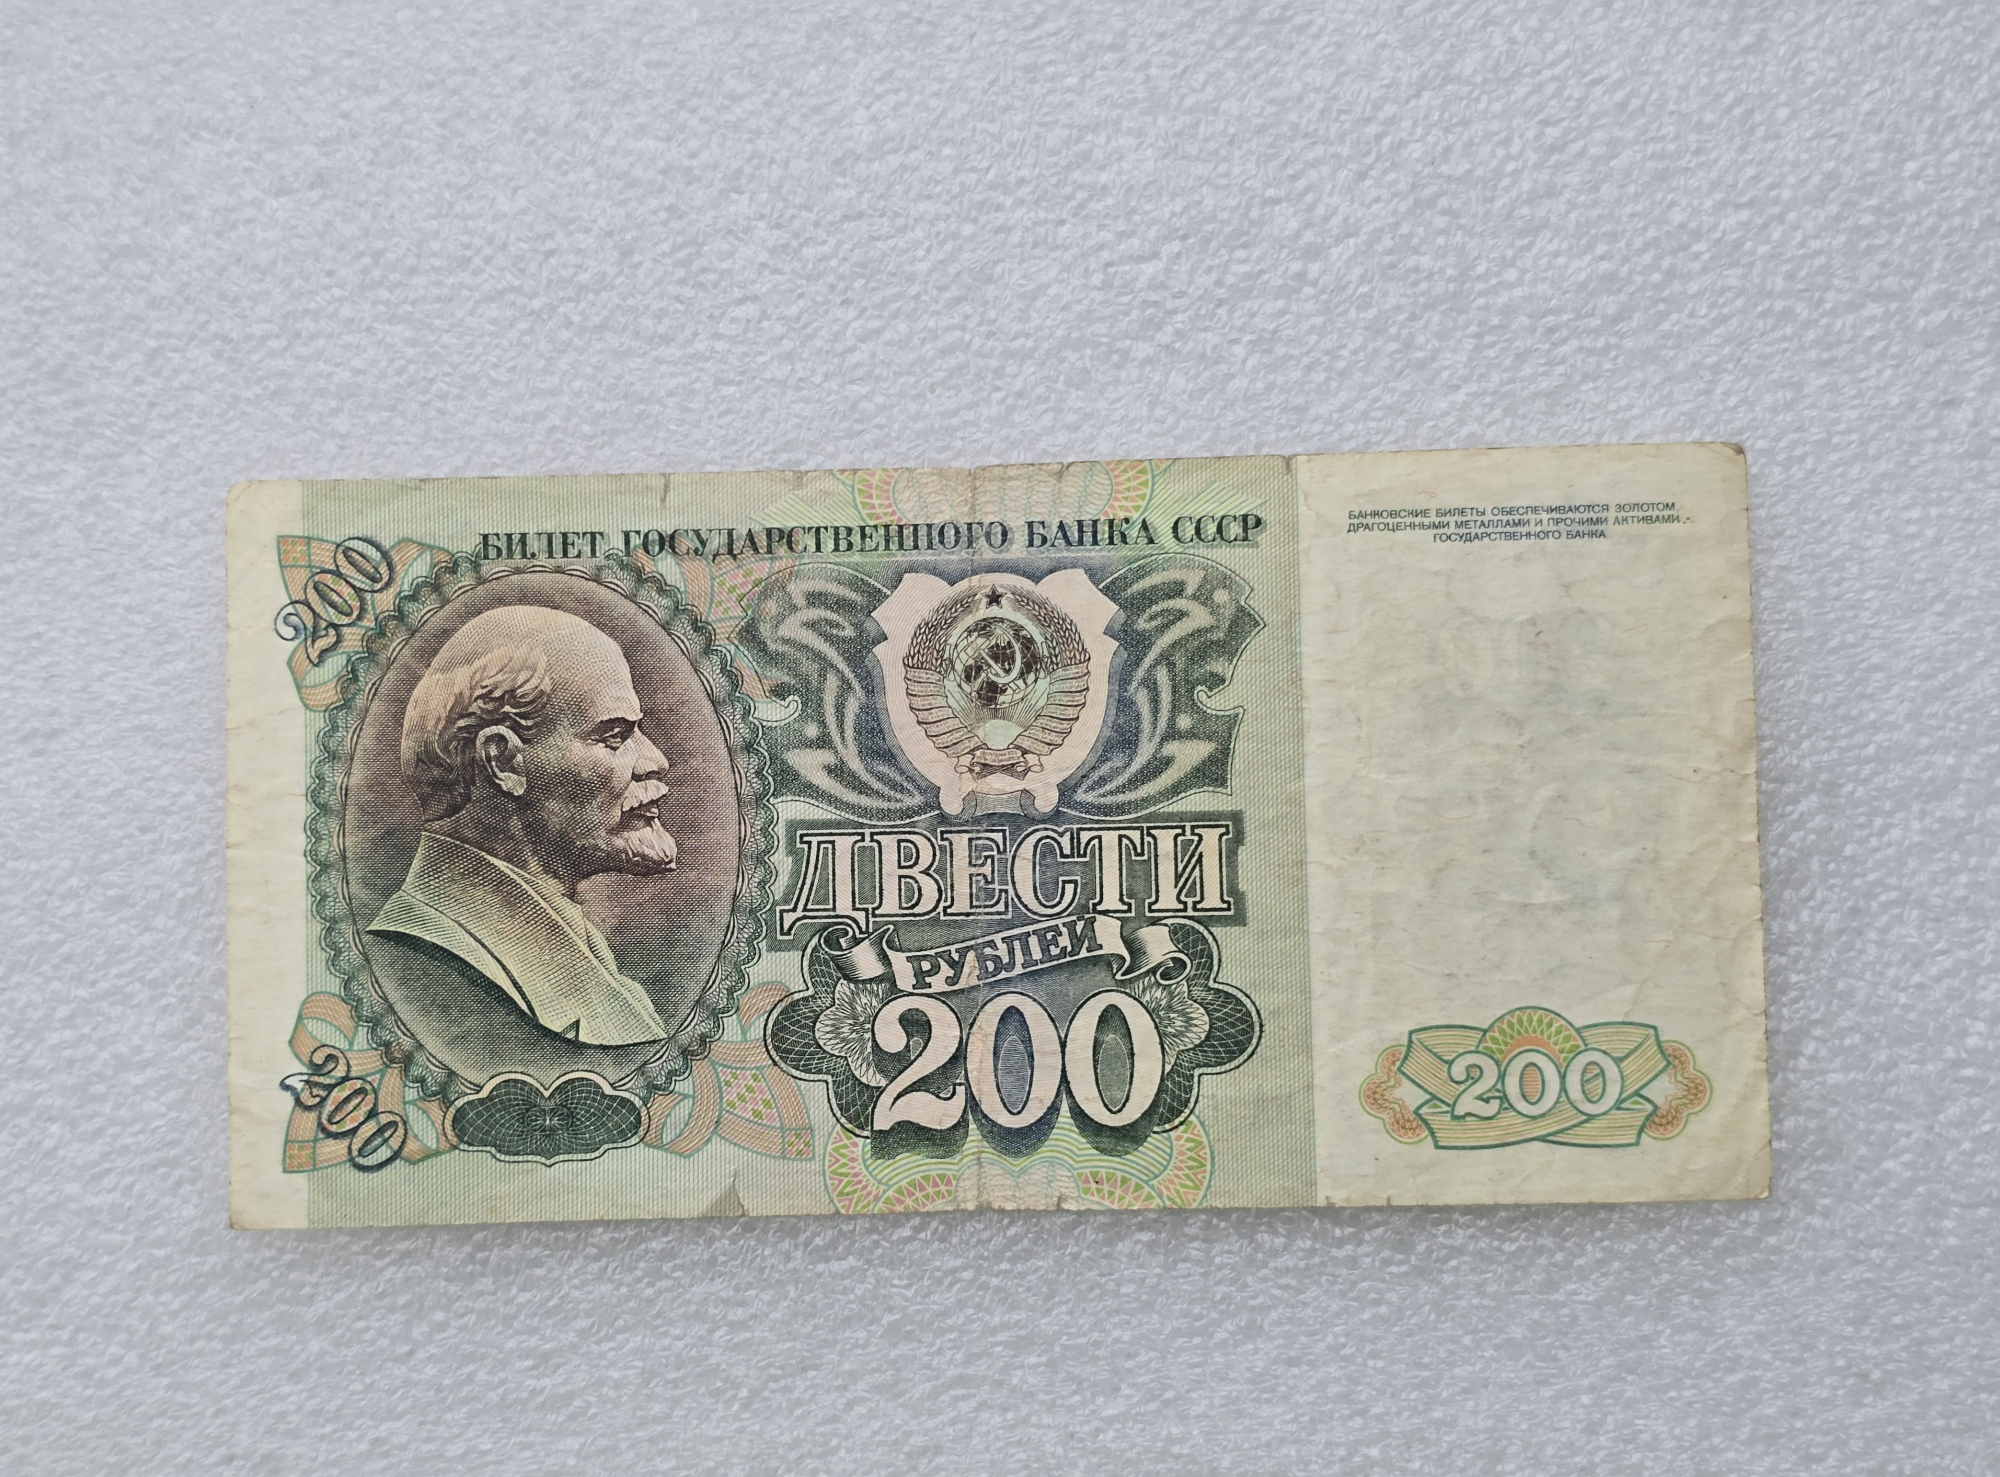 БИЛЕТ ГОСУДАРСТВЕННОГО БАНКА СССР
БАНКОВСКИЕ БИЛЕТЫ ОБЕСПЕЧИВАЮТСЯ ЗОЛОТОМ,
ДРАГОЦЕННЫМИ МЕТАЛЛАМИ И ПРОЧИМИ АКТИВАМИ
ГОСУДАРСТВЕННОГО БАНКА
200
ДВЕСТИ
РУБЛЕЙ
200
200
200